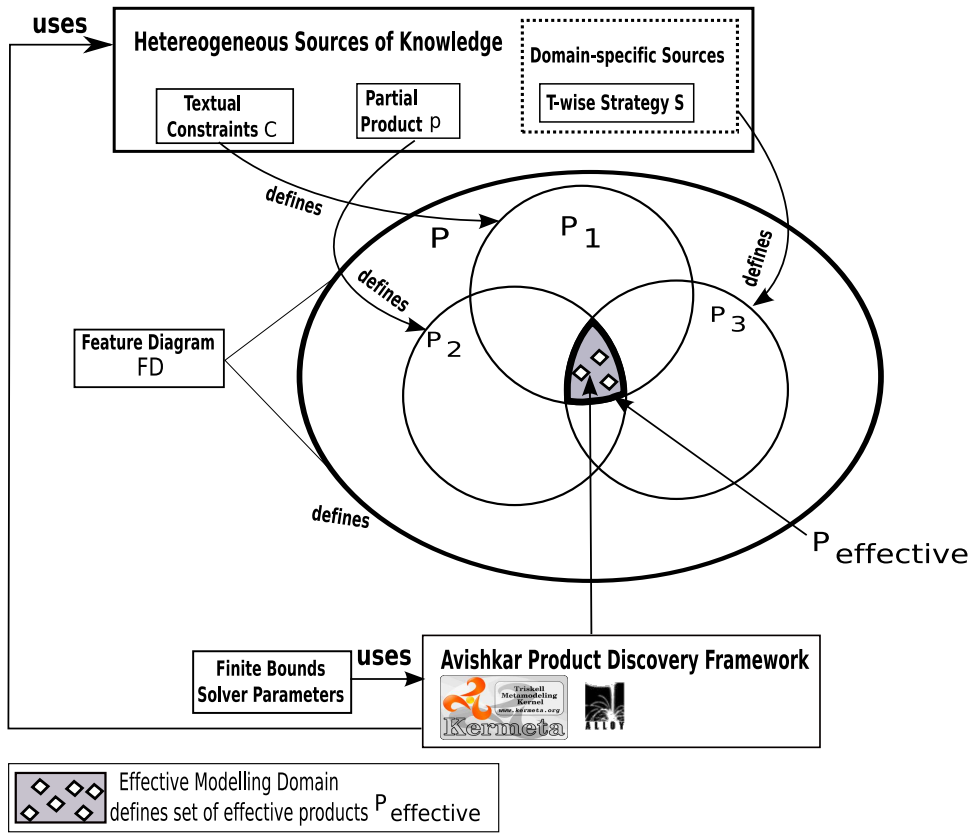 uses
Hetereogeneous Sources of Knowledge
Domain-specific Sources
Textual
Constraints C
Partial
Product p
T-wise Strategy S
defines
P
P1
defines
P2
defines
P3
Feature Diagram
FD
defines
Peffective
Finite Bounds
Solver Parameters
uses
Avishkar Product Discovery Framework
Triskell
Metamodeling
Kernel
www.kermeta.org
Kermeta
ALLOY
Effective Modelling Domain
defines set of effective products Peffective